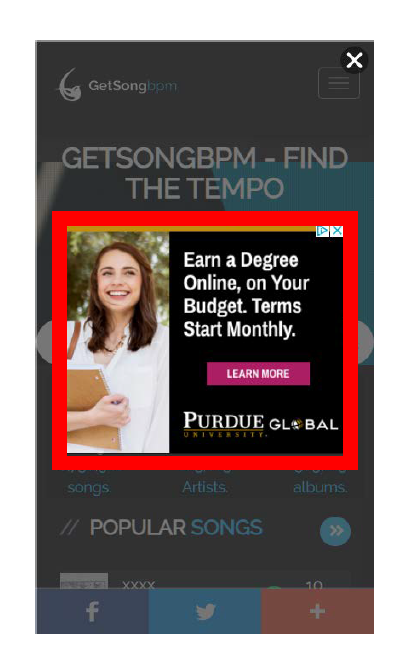 GetSongbpm
GETSONGBPM - FIND
THE TEMPO
Earn a Degree
Online, on Your
Budget. Terms
Start Monthly.
LEARN MORE
PURDUE GLOBAL
UNIVERSITY.
songs. Artists. albums.
// POPULAR SONGS
xxxx 10